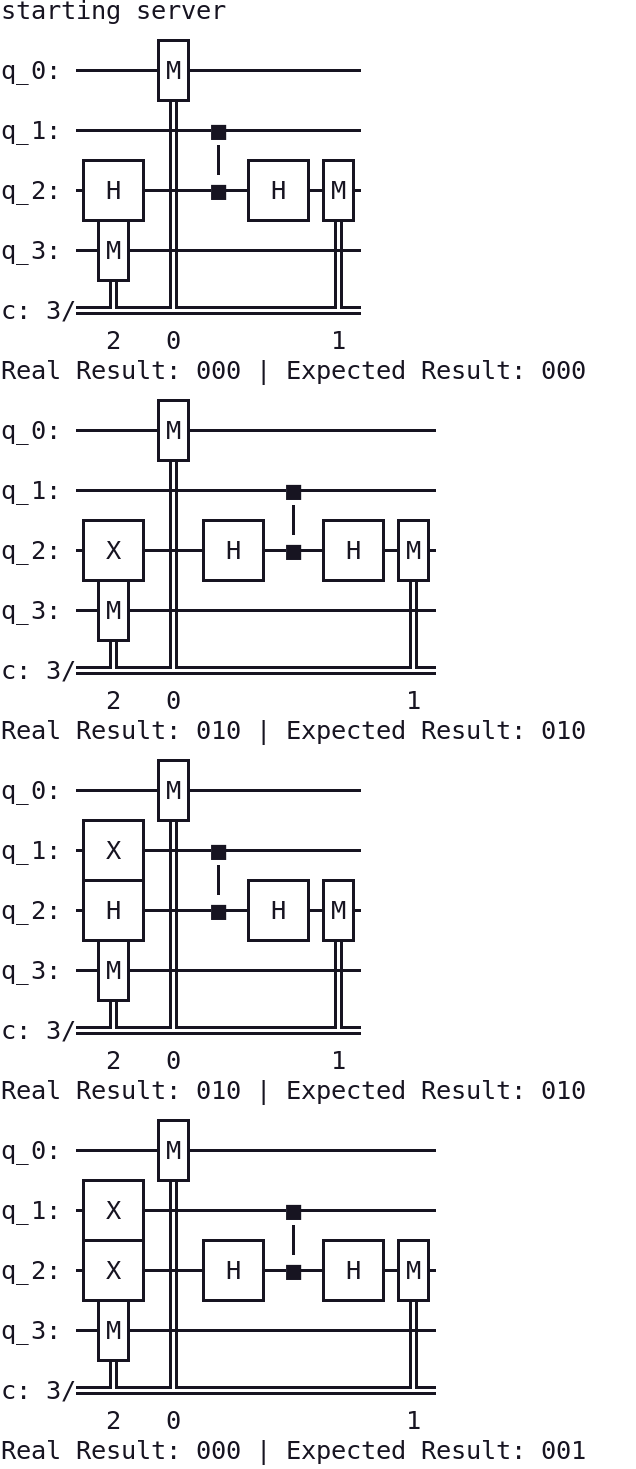 starting server
M
q_0:
q_1:
H H M
q_2:
M
q_3:
c: 3/
2 0 1
Real Result: 000 | Expected Result: 000
M
q_0:
q_1:
X H H M
q_2:
M
q_3:
c: 3/
2 0 1
Real Result: 010 | Expected Result: 010
M
q_0:
X
q_1:
H H M
q_2:
M
q_3:
c: 3/
2 0 1
Real Result: 010 | Expected Result: 010
M
q_0:
X
q_1:
X H H M
q_2:
M
q_3:
c: 3/
2 0 1
Real Result: 000 | Expected Result: 001